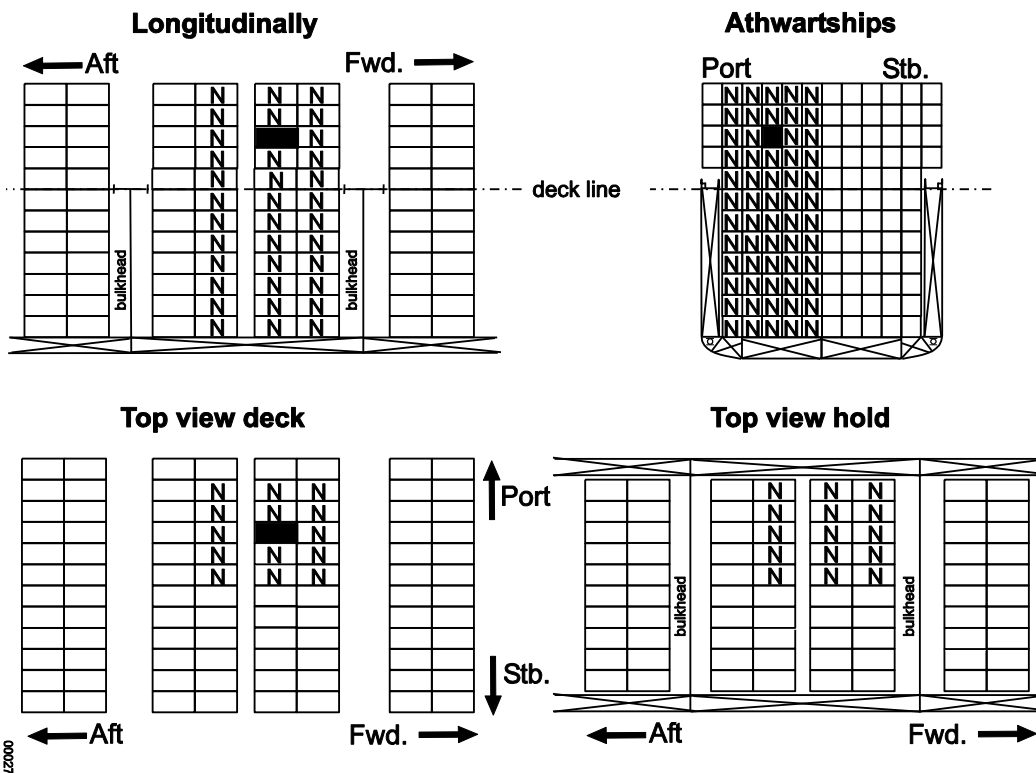 Longitudinally
Aft Fwd.
N N N
N N N
N N
N N N
N N N
N N N
N N N
N N N
N N N
N N N
N N N
N N N
bulkhead
bulkhead
deck line
Athwartships
Port Stb.
N N N N N
N N N N N
N N N N
N N N N N
N N N N N
N N N N N
N N N N N
N N N N N
N N N N N
N N N N N
N N N N N
N N N N N
Top view deck
N N N
N N N
N N
N N N
N N N
Port
Stb.
Aft Fwd.
Top view hold
N N N
N N N
N N N
N N N
N N N
bulkhead
bulkhead
Aft Fwd.
00027